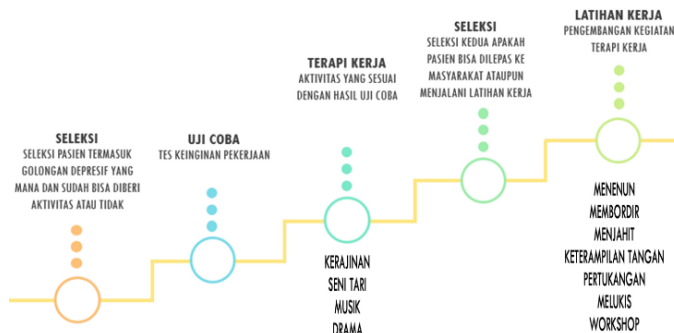 SELEKSI
SELEKSI PASIEN TERMASUK
GOLONGAN DEPRESIF YANG
MANA DAN SUDAH BISA DIBERI
AKTIVITAS ATAU TIDAK
UJI COBA
TES KEINGINAN PEKERJAAN
TERAPI KERJA
AKTIVITAS YANG SESUAI
DENGAN HASIL UJI COBA
KERAJINAN
SENI TARI
MUSIK
DRAMA
SELEKSI
SELEKSI KEDUA APAKAH
PASIEN BISA DILEPAS KE
MASYARAKAT ATAUPUN
MENJALANI LATIHAN KERJA
LATIHAN KERJA
PENGEMBANGAN KEGIATAN
TERAPI KERJA
MENENUN
MEMBORDIR
MENJAHIT
KETERAMPILAN TANGAN
PERTUKANGAN
MELUKIS
WORKSHOP